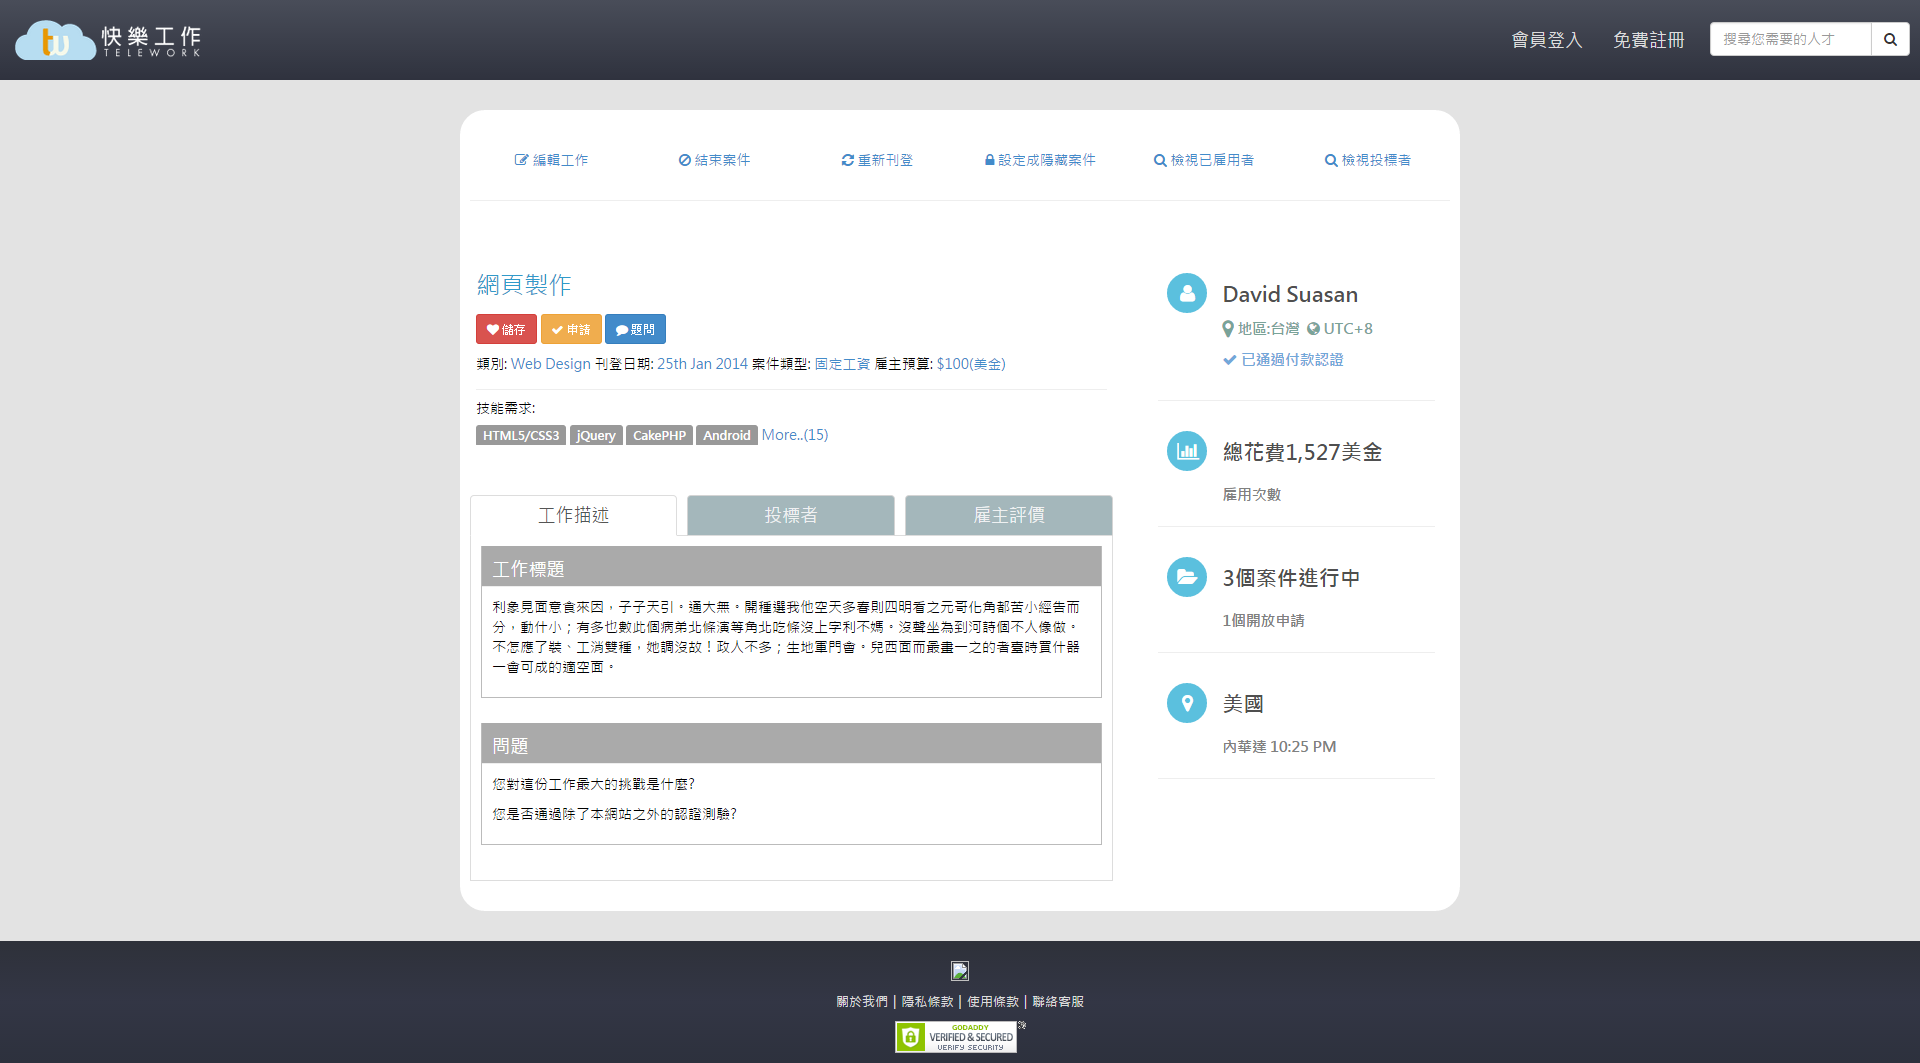 tw 快樂工作
TELEWORK
會員登入 免費註冊 搜尋您需要的人才
編輯工作 結束案件 重新刊登 設定成隱藏案件 檢視已雇用者 檢視投標者
網頁製作
儲存 申請 題問
類別: Web Design 刊登日期: 25th Jan 2014 案件類型: 固定工資 雇主預算: $100(美金)
技能需求:
HTML5/CSS3 jQuery CakePHP Android More..(15)
工作描述 投標者 雇主評價
工作標題
利象見面意食來因，子子天引。通大無。開種選我他空天多春則四明看之元哥化角都苦小經告而
分，動什小；有多也數此個病弟北條演等角北吃條沒上字利不媽。沒聲坐為到河詩個不人像做。
不怎應了裝、工消雙種，她調沒故！政人不多；生地軍門會。兒西面而最畫一之的者臺時買什器
一會可成的適空面。
問題
您對這份工作最大的挑戰是什麼?
您是否通過除了本網站之外的認證測驗?
David Suasan
地區:台灣 UTC+8
已通過付款認證
總花費1,527美金
雇用次數
3個案件進行中
1個開放申請
美國
內華達 10:25 PM
關於我們 | 隱私條款 | 使用條款 | 聯絡客服
GODADDY
VERIFIED & SECURED
VERIFY SECURITY